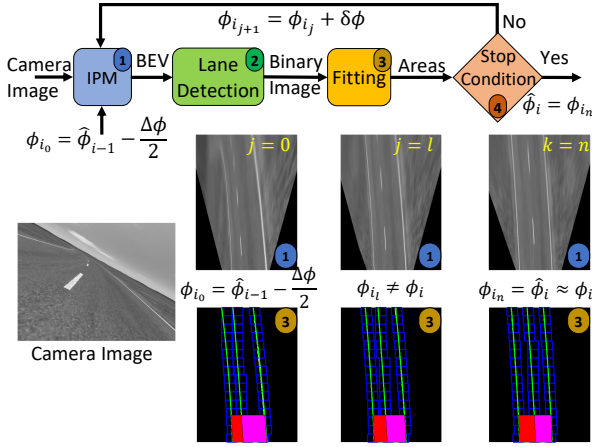 ϕ_{i_{j+1}} = ϕ_{i_j} + δϕ
No
Camera
Image
1
IPM
BEV
2
Lane
Detection
Binary
Image
3
Fitting
Areas
Stop
Condition
4
Yes
ϕ̂_i = ϕ_{i_n}
ϕ_{i_0} = ϕ̂_{i−1} − Δϕ/2
j = 0
j = l
k = n
1
1
1
ϕ_{i_0} = ϕ̂_{i−1} − Δϕ/2
ϕ_{i_l} ≠ ϕ_i
ϕ_{i_n} = ϕ̂_i ≈ ϕ_i
3
3
3
Camera Image